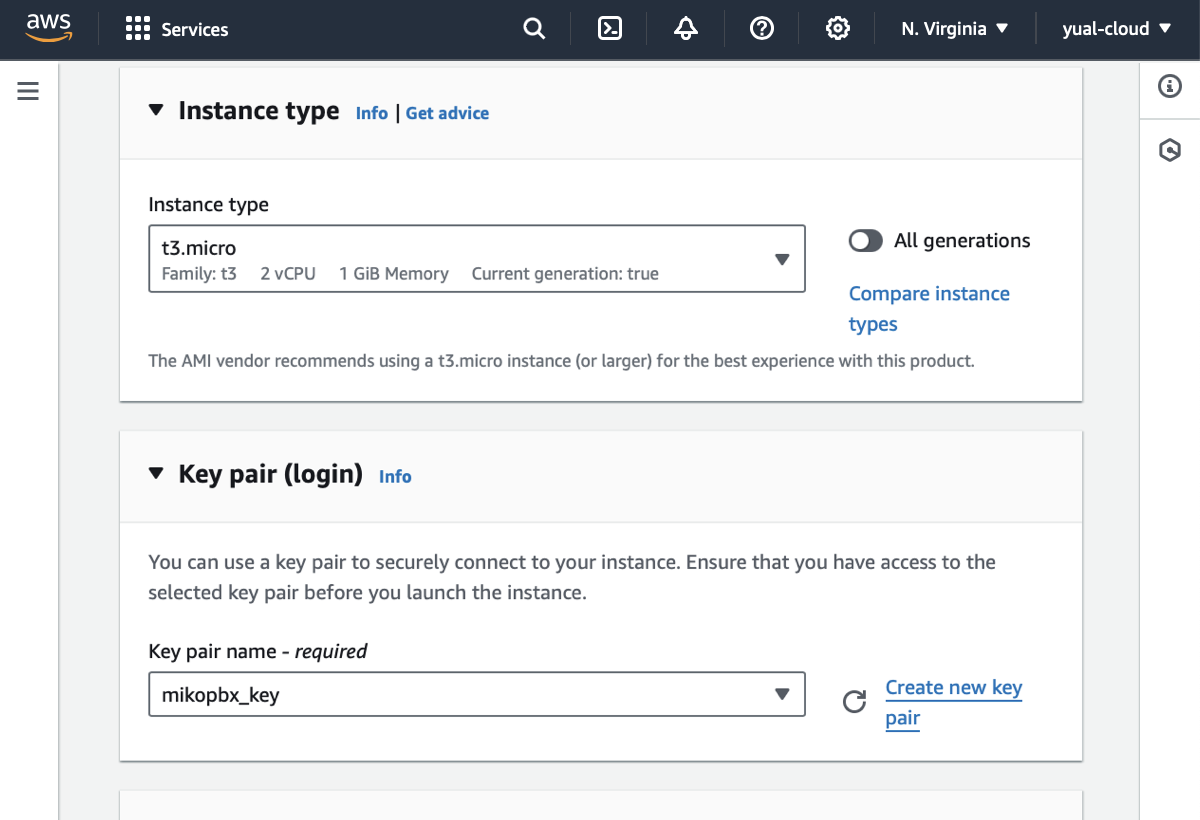 aws
Services
N. Virginia
yual-cloud
Instance type Info | Get advice
Instance type
t3.micro
Family: t3 2 vCPU 1 GiB Memory Current generation: true
All generations
Compare instance
types
The AMI vendor recommends using a t3.micro instance (or larger) for the best experience with this product.
Key pair (login) Info
You can use a key pair to securely connect to your instance. Ensure that you have access to the
selected key pair before you launch the instance.
Key pair name - required
mikopbx_key
Create new key
pair